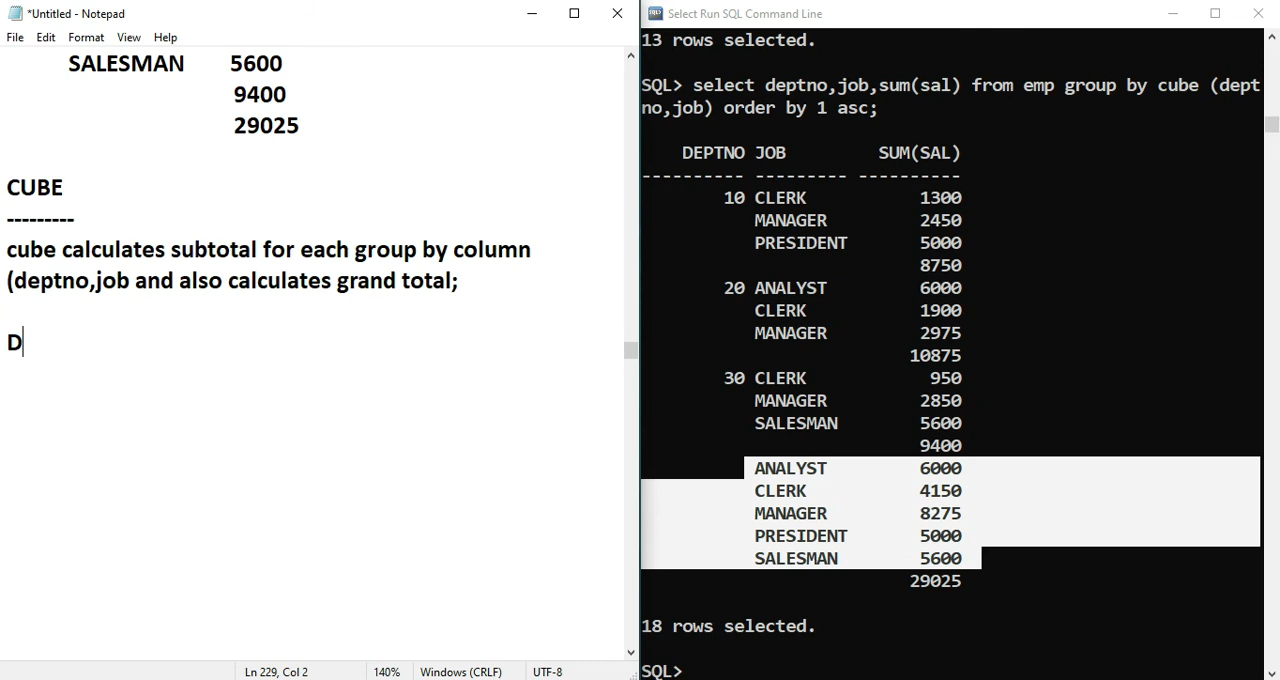 *Untitled - Notepad
File Edit Format View Help
SALESMAN 5600
9400
29025
CUBE
---------
cube calculates subtotal for each group by column
(deptno,job and also calculates grand total;
D
Ln 229, Col 2 140% Windows (CRLF) UTF-8
Select Run SQL Command Line
13 rows selected.
SQL> select deptno,job,sum(sal) from emp group by cube (dept
no,job) order by 1 asc;
DEPTNO JOB SUM(SAL)
---------- --------- ----------
10 CLERK 1300
MANAGER 2450
PRESIDENT 5000
8750
20 ANALYST 6000
CLERK 1900
MANAGER 2975
10875
30 CLERK 950
MANAGER 2850
SALESMAN 5600
9400
ANALYST 6000
CLERK 4150
MANAGER 8275
PRESIDENT 5000
SALESMAN 5600
29025
18 rows selected.
SQL>